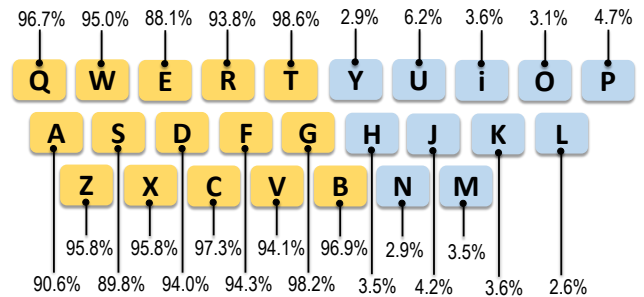 96.7% 95.0% 88.1% 93.8% 98.6% 2.9% 6.2% 3.6% 3.1% 4.7%
Q W E R T Y U i O P
A S D F G H J K L
Z X C V B N M
95.8% 95.8% 97.3% 94.1% 96.9% 2.9% 3.5%
90.6% 89.8% 94.0% 94.3% 98.2% 3.5% 4.2% 3.6% 2.6%